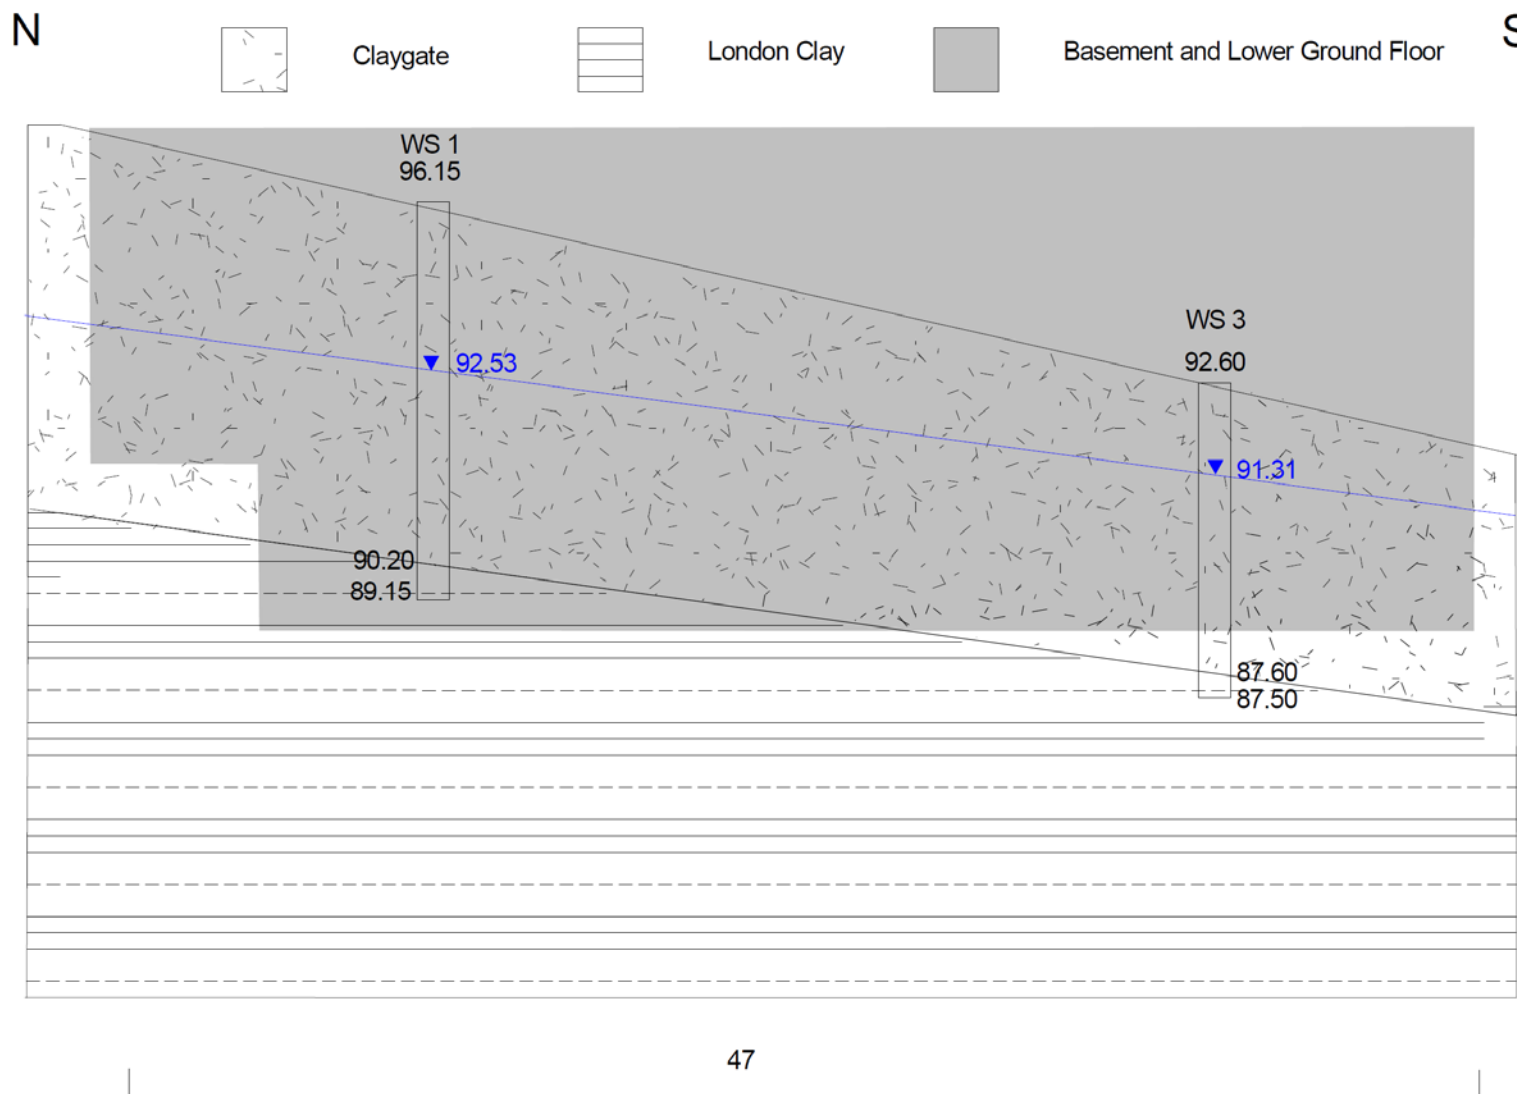 N
S
Claygate
London Clay
Basement and Lower Ground Floor
WS 1
96.15
WS 3
92.60
92.53
91.31
90.20
89.15
87.60
87.50
47